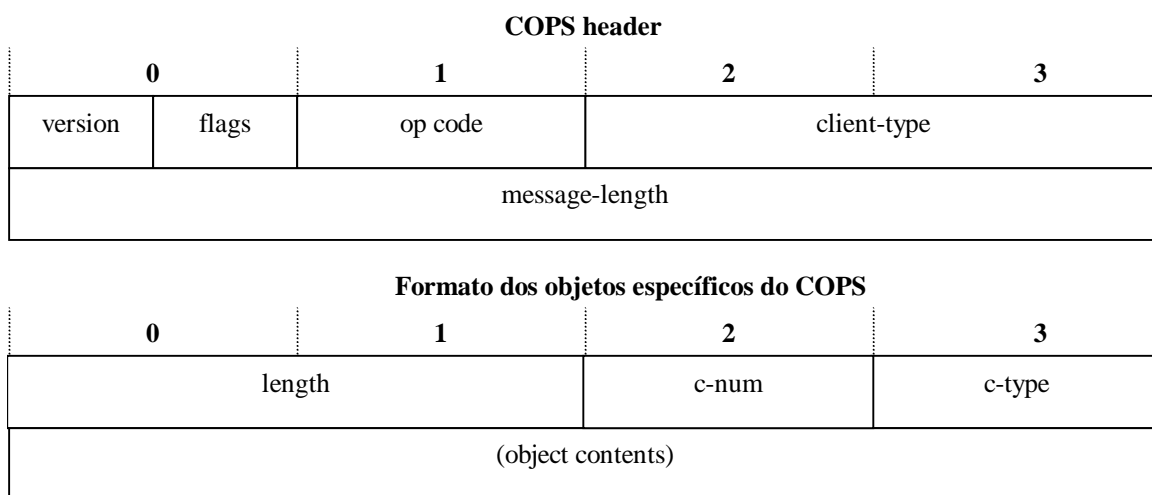 COPS header
0 1 2 3
version flags op code client-type
message-length
Formato dos objetos específicos do COPS
0 1 2 3
length c-num c-type
(object contents)